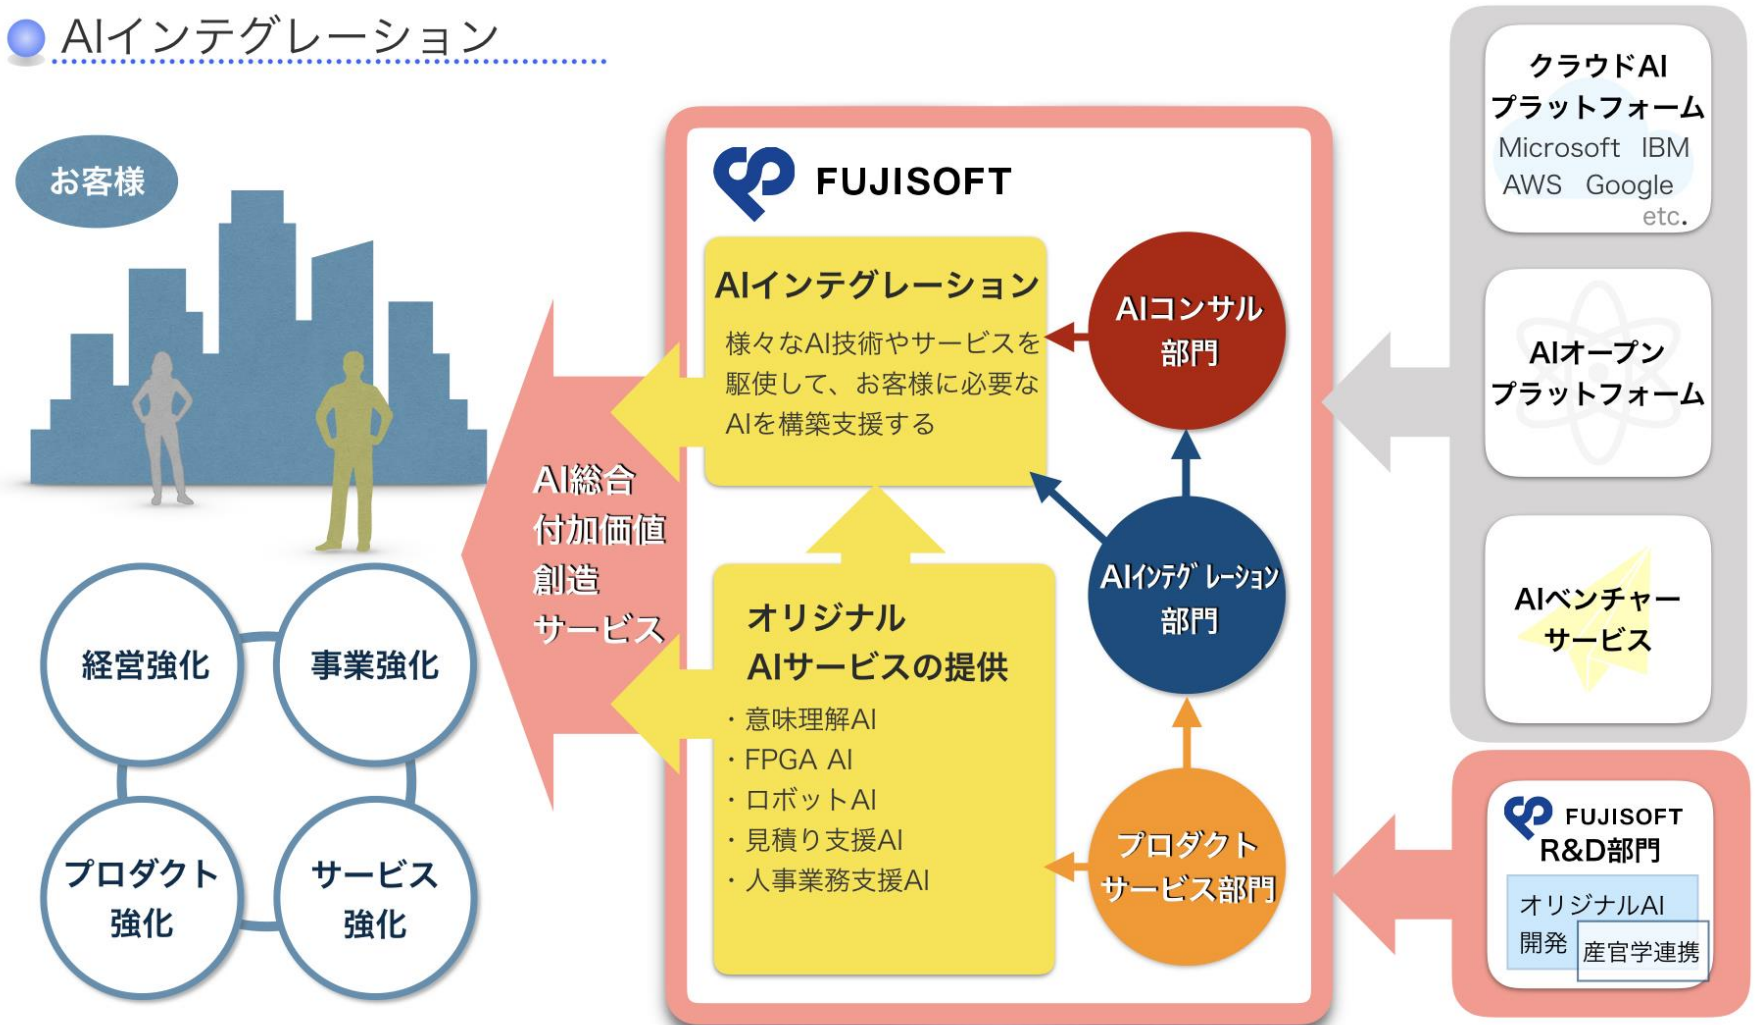 AIインテグレーション
お客様
経営強化
事業強化
プロダクト
強化
サービス
強化
AI総合
付加価値
創造
サービス
FUJISOFT
AIインテグレーション
様々なAI技術やサービスを
駆使して、お客様に必要な
AIを構築支援する
オリジナル
AIサービスの提供
・意味理解AI
・FPGA AI
・ロボットAI
・見積り支援AI
・人事業務支援AI
AIコンサル
部門
AIインテグレーション
部門
プロダクト
サービス部門
クラウドAI
プラットフォーム
Microsoft IBM
AWS Google
etc.
AIオープン
プラットフォーム
AIベンチャー
サービス
FUJISOFT
R&D部門
オリジナルAI
開発
産官学連携